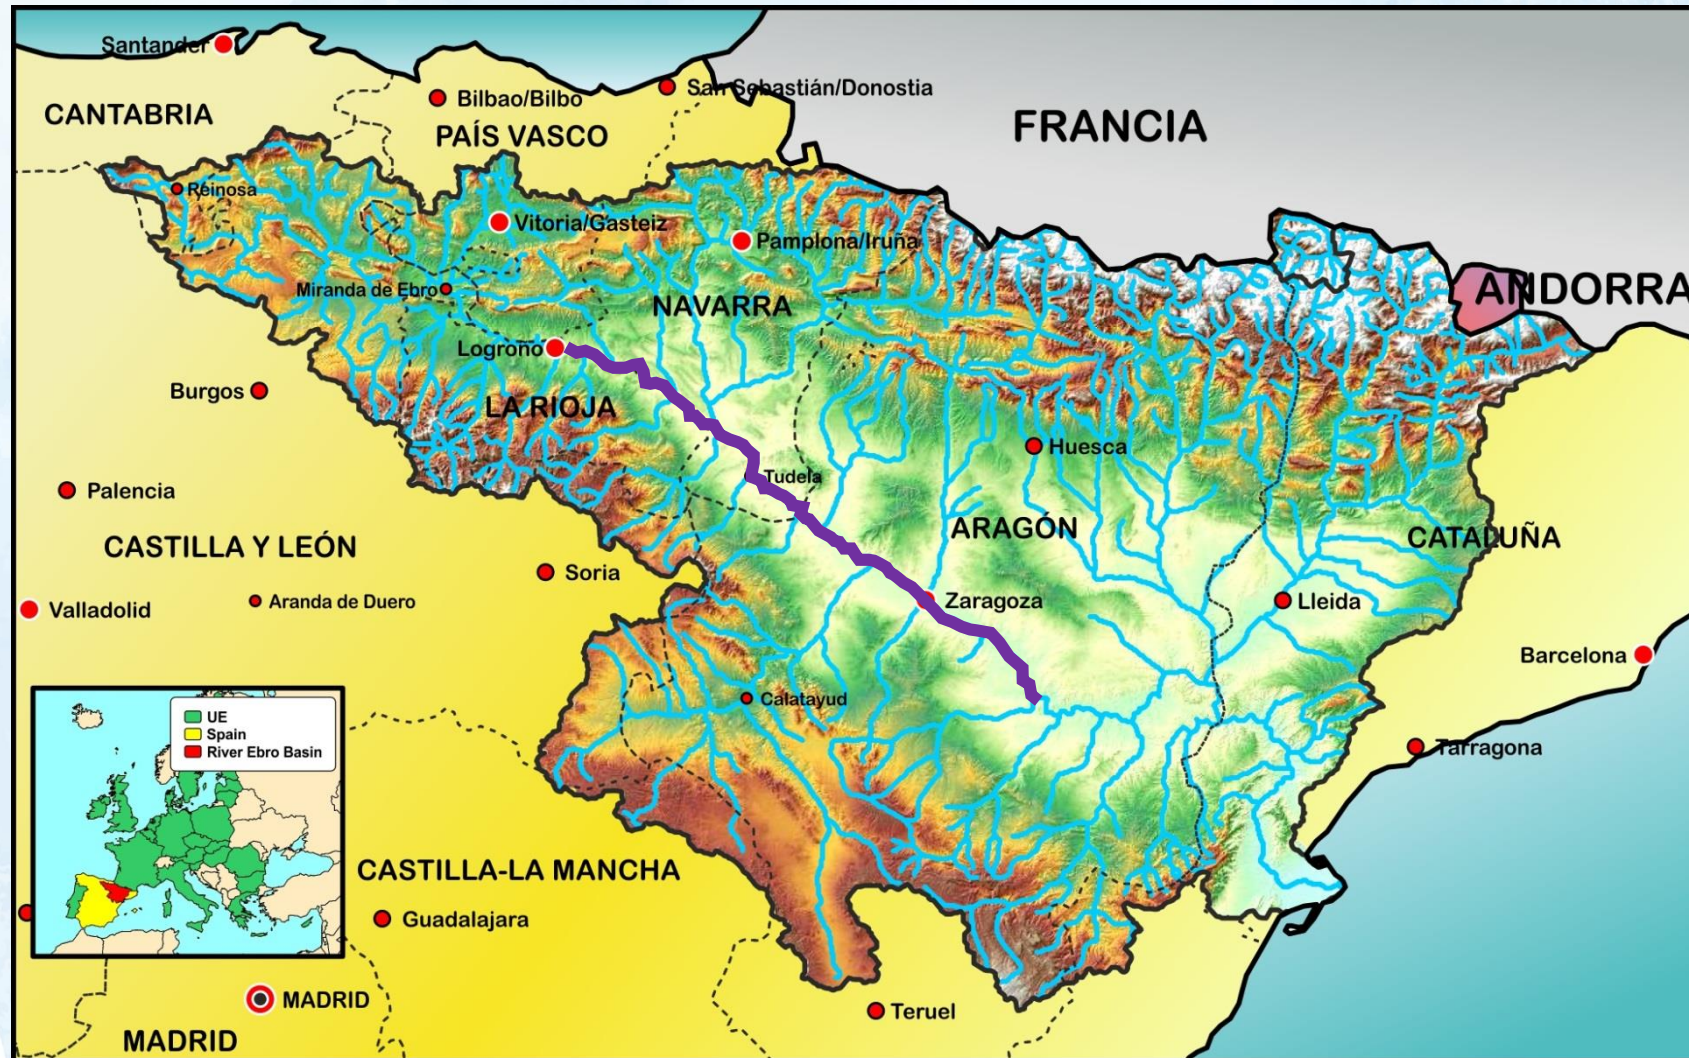 Santander
CANTABRIA
Bilbao/Bilbo
San Sebastián/Donostia
PAÍS VASCO
FRANCIA
Reinosa
Vitoria/Gasteiz
Pamplona/Iruña
Miranda de Ebro
NAVARRA
ANDORRA
Logroño
Burgos
LA RIOJA
Huesca
Palencia
Tudela
CASTILLA Y LEÓN
ARAGÓN
CATALUÑA
Soria
Valladolid
Aranda de Duero
Zaragoza
Lleida
Barcelona
Calatayud
UE
Spain
River Ebro Basin
Tarragona
CASTILLA-LA MANCHA
Guadalajara
MADRID
Teruel
MADRID